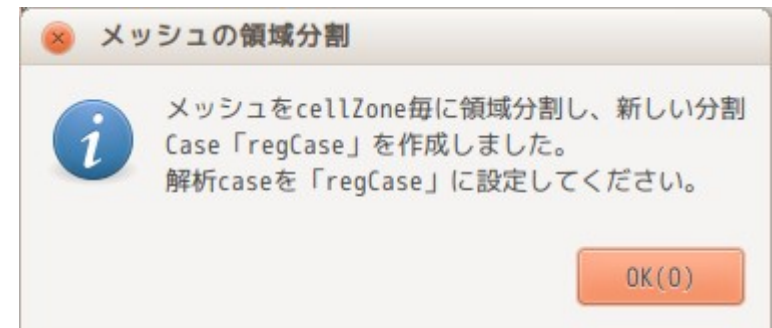 メッシュの領域分割
メッシュをcellZone毎に領域分割し、新しい分割
Case「regCase」を作成しました。
解析caseを「regCase」に設定してください。
OK(O)